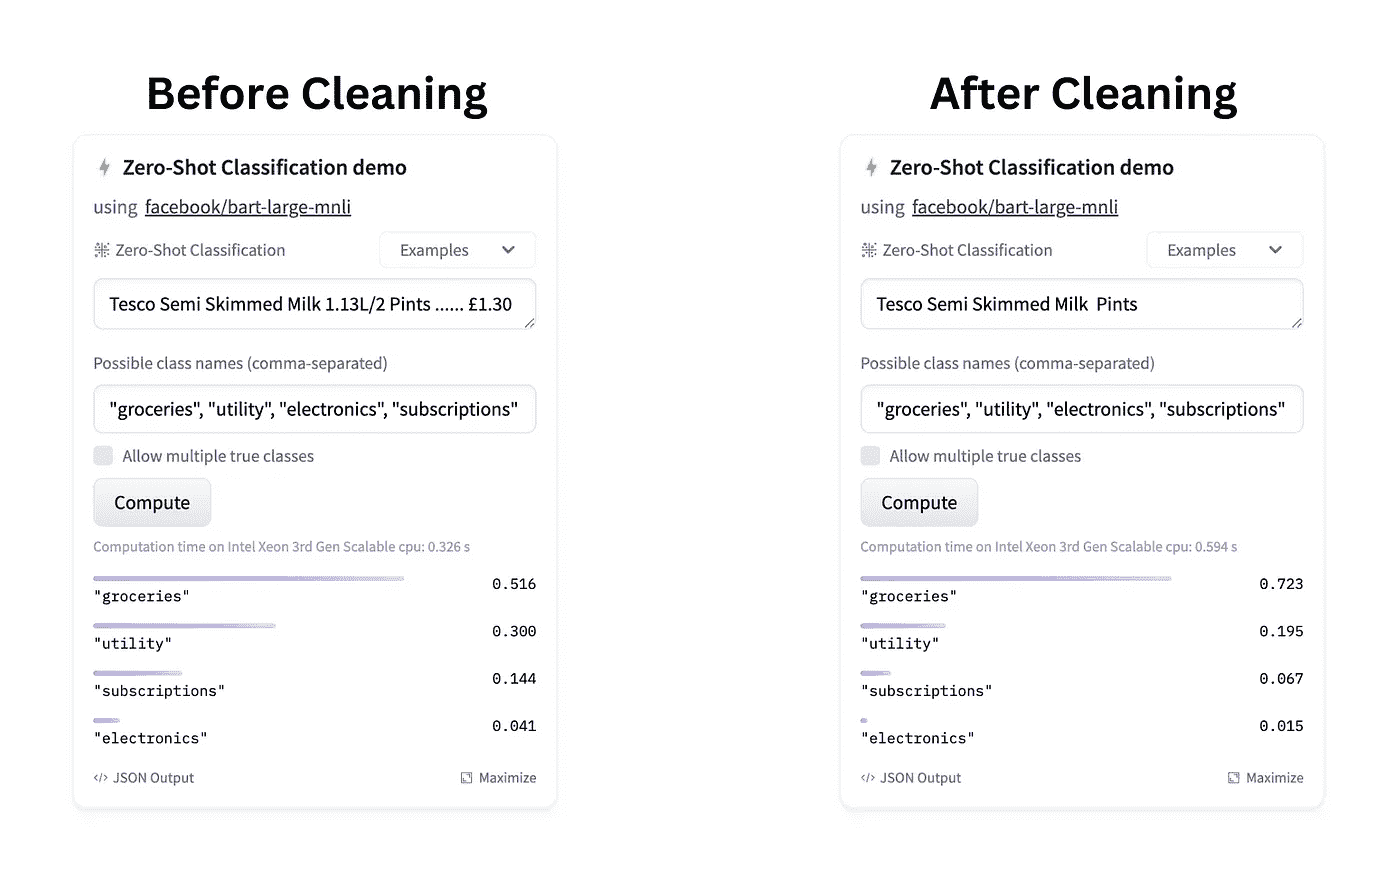 Before Cleaning
Zero-Shot Classification demo
using facebook/bart-large-mnli
Zero-Shot Classification
Examples
Tesco Semi Skimmed Milk 1.13L/2 Pints ...... £1.30
Possible class names (comma-separated)
"groceries", "utility", "electronics", "subscriptions"
Allow multiple true classes
Compute
Computation time on Intel Xeon 3rd Gen Scalable cpu: 0.326 s
"groceries" 0.516
"utility" 0.300
"subscriptions" 0.144
"electronics" 0.041
</> JSON Output
Maximize
After Cleaning
Zero-Shot Classification demo
using facebook/bart-large-mnli
Zero-Shot Classification
Examples
Tesco Semi Skimmed Milk  Pints
Possible class names (comma-separated)
"groceries", "utility", "electronics", "subscriptions"
Allow multiple true classes
Compute
Computation time on Intel Xeon 3rd Gen Scalable cpu: 0.594 s
"groceries" 0.723
"utility" 0.195
"subscriptions" 0.067
"electronics" 0.015
</> JSON Output
Maximize